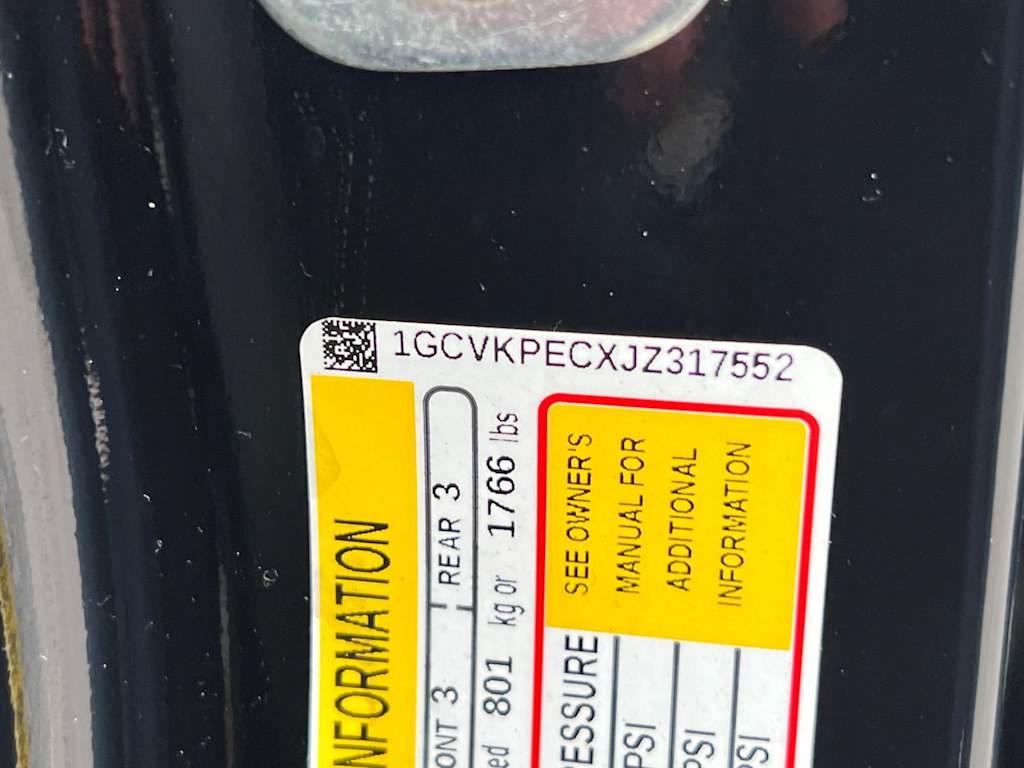 1GCVKPECXJZ317552
NFORMATION
ONT 3 REAR 3
ed 801 kg or 1766 lbs
ESSURE
PSI
PSI
PSI
SEE OWNER'S
MANUAL FOR
ADDITIONAL
INFORMATION